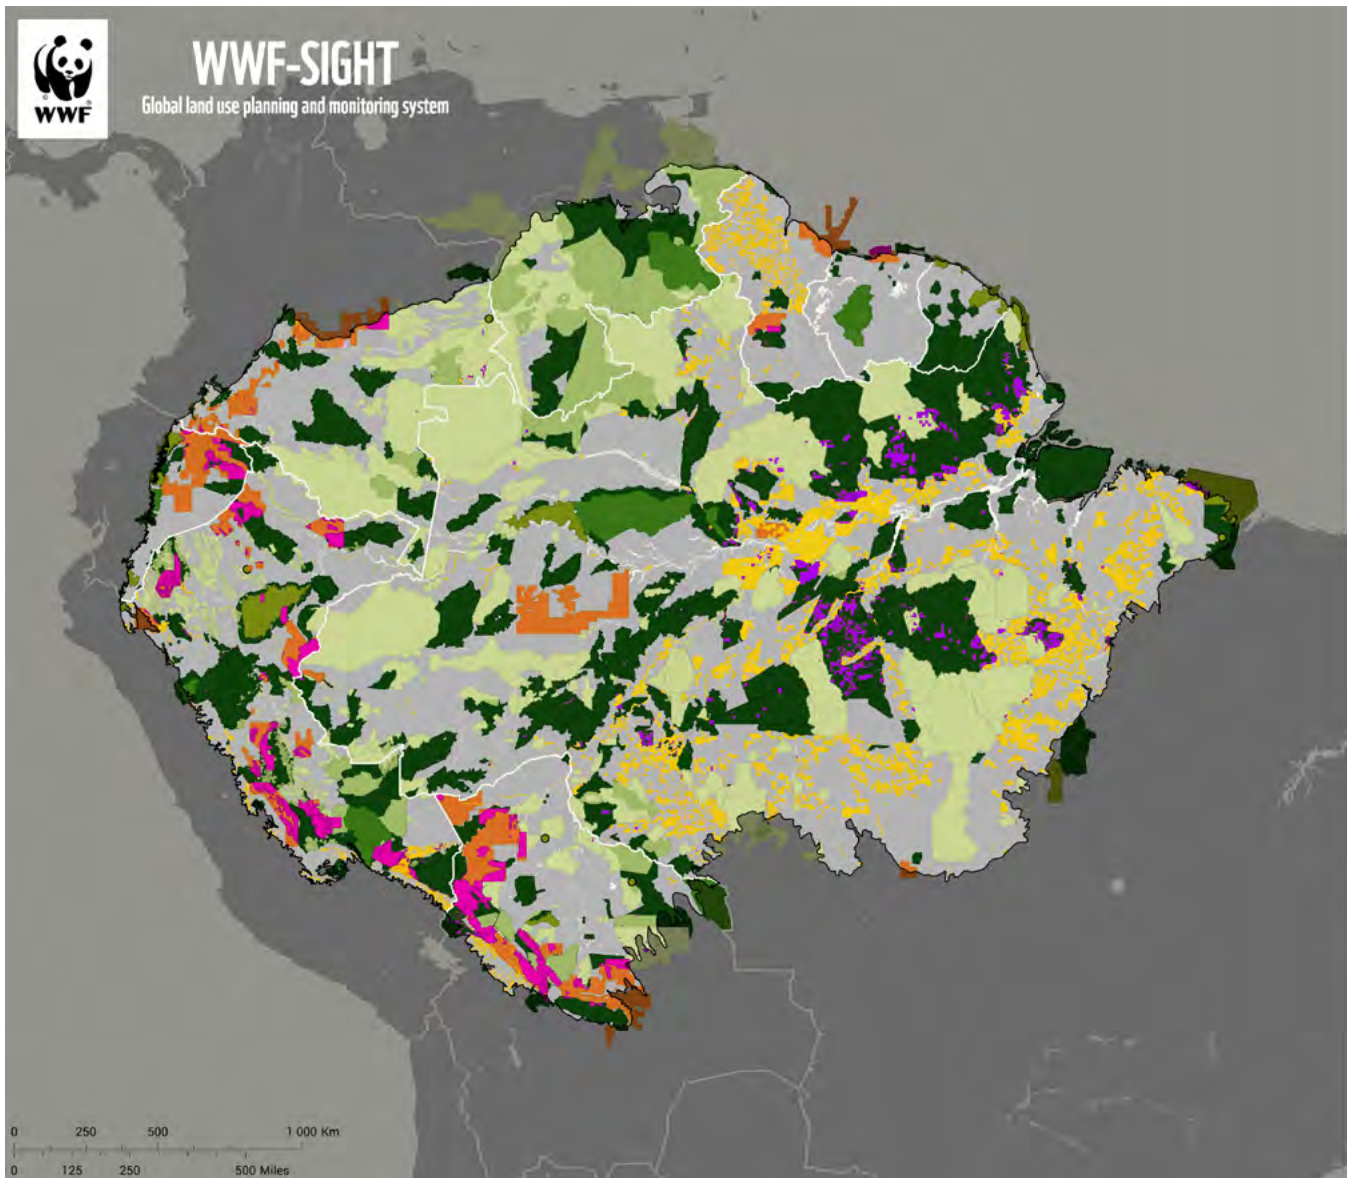 WWF-SIGHT
Global land use planning and monitoring system
WWF
0 250 500 1 000 Km
0 125 250 500 Miles